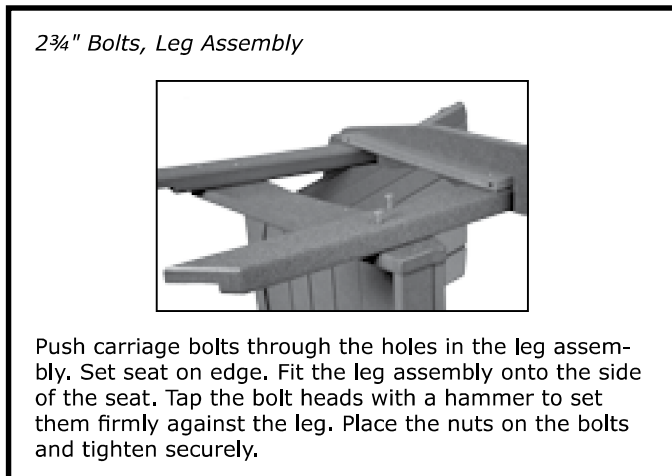 2¾" Bolts, Leg Assembly
Push carriage bolts through the holes in the leg assem-
bly. Set seat on edge. Fit the leg assembly onto the side
of the seat. Tap the bolt heads with a hammer to set
them firmly against the leg. Place the nuts on the bolts
and tighten securely.